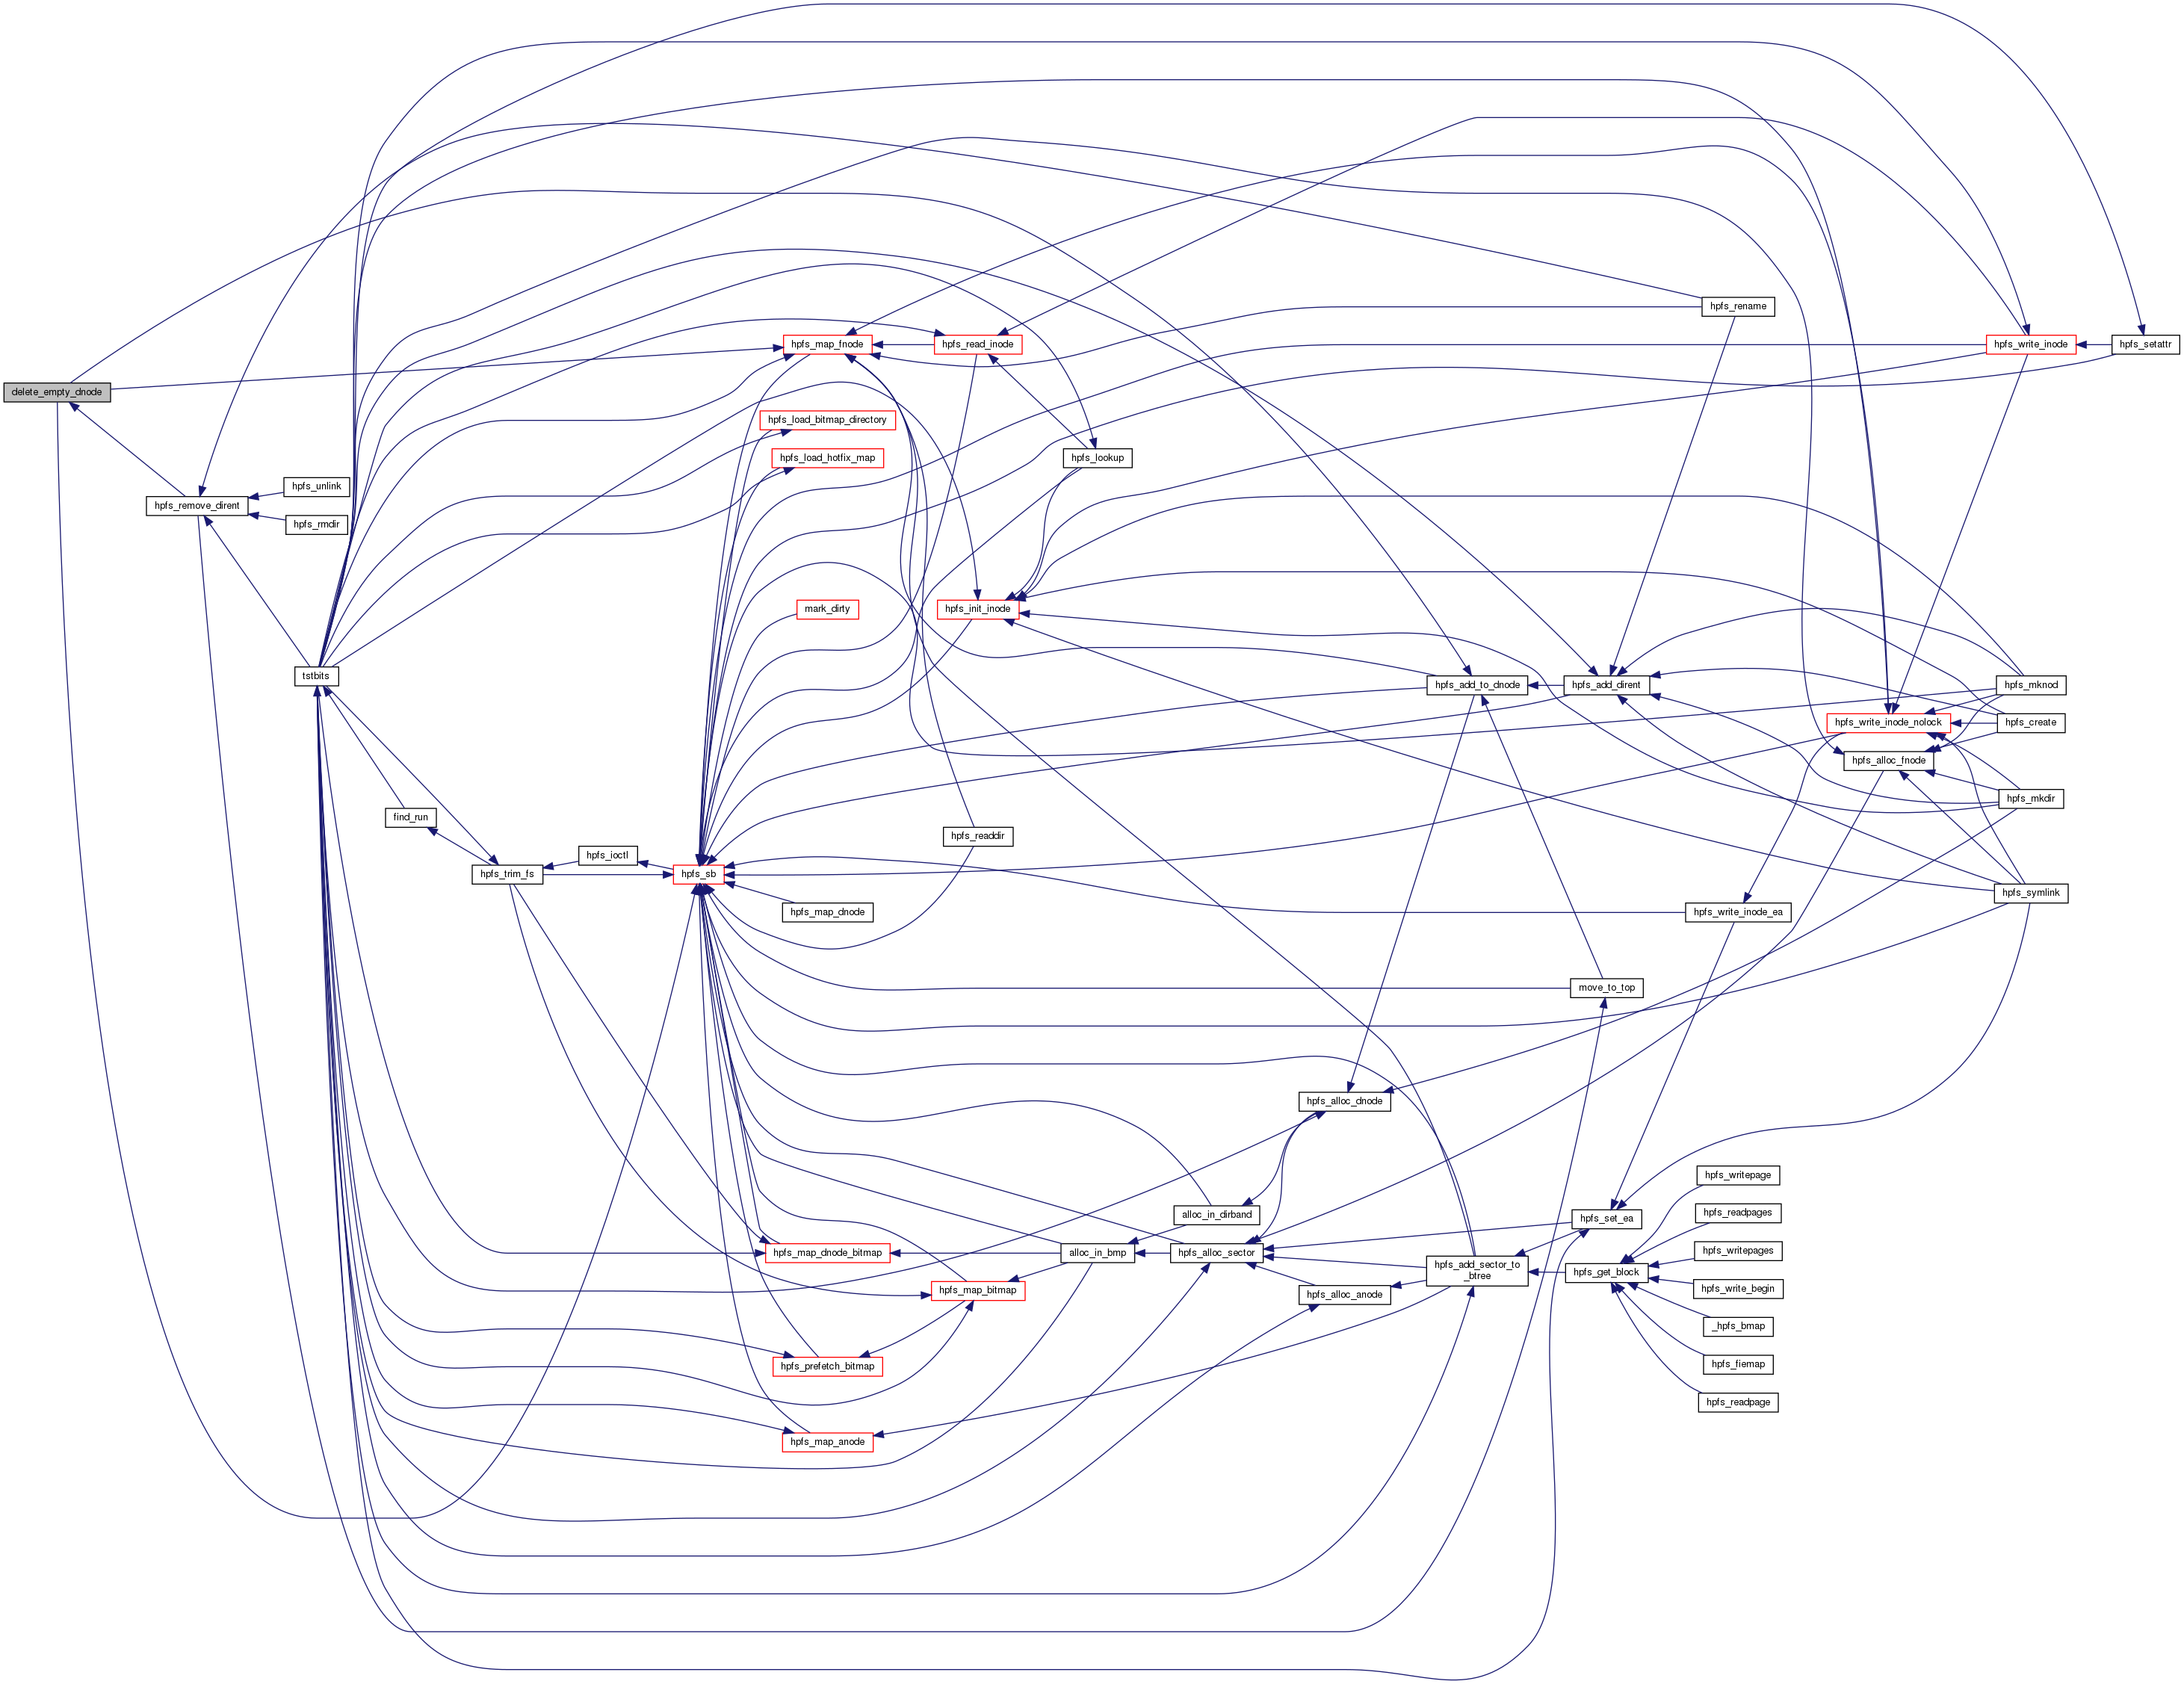 hpfs_rename
hpfs_map_fnode
hpfs_read_inode
hpfs_write_inode
hpfs_setattr
delete_empty_dnode
hpfs_load_bitmap_directory
hpfs_load_hotfix_map
hpfs_lookup
hpfs_unlink
hpfs_remove_dirent
hpfs_rmdir
mark_dirty
hpfs_init_inode
tstbits
hpfs_add_to_dnode
hpfs_add_dirent
hpfs_mknod
hpfs_write_inode_nolock
hpfs_create
hpfs_alloc_fnode
hpfs_mkdir
find_run
hpfs_readdir
hpfs_ioctl
hpfs_trim_fs
hpfs_sb
hpfs_symlink
hpfs_map_dnode
hpfs_write_inode_ea
move_to_top
hpfs_alloc_dnode
hpfs_writepage
alloc_in_dirband
hpfs_set_ea
hpfs_readpages
hpfs_map_dnode_bitmap
alloc_in_bmp
hpfs_alloc_sector
hpfs_writepages
hpfs_add_sector_to
_btree
hpfs_get_block
hpfs_map_bitmap
hpfs_alloc_anode
hpfs_write_begin
_hpfs_bmap
hpfs_prefetch_bitmap
hpfs_fiemap
hpfs_readpage
hpfs_map_anode